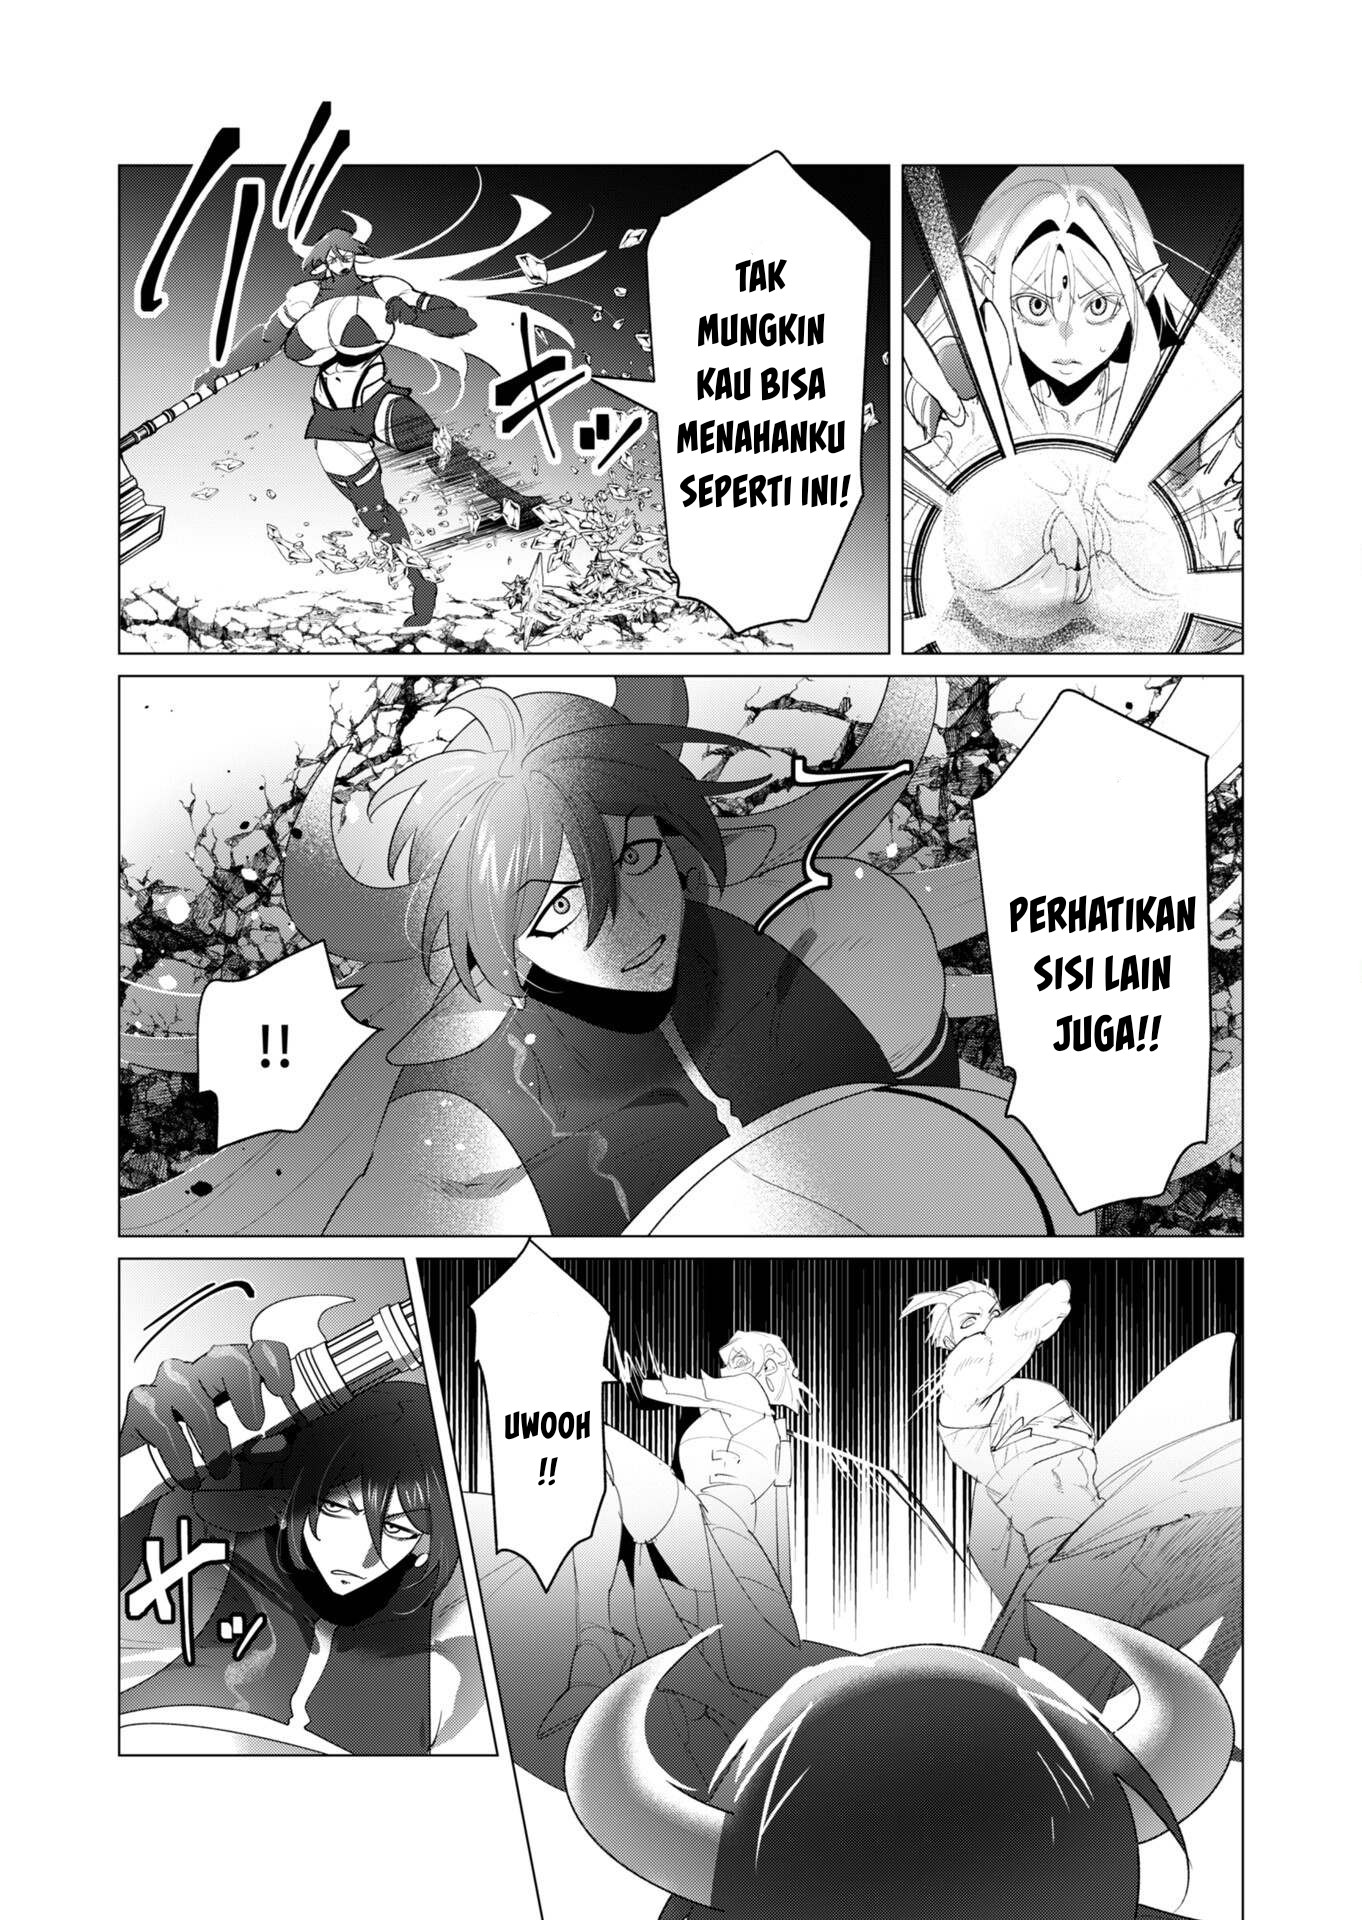 TAK
MUNGKIN
KAU BISA
MENAHANKU
SEPERTI INI!
PERHATIKAN
SISI LAIN
JUGA!!
!!
UWOOH
!!